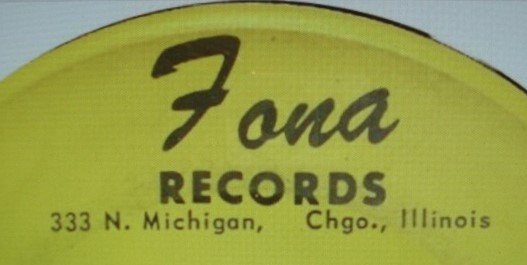 Fona
RECORDS
333 N. Michigan, Chgo., Illinois